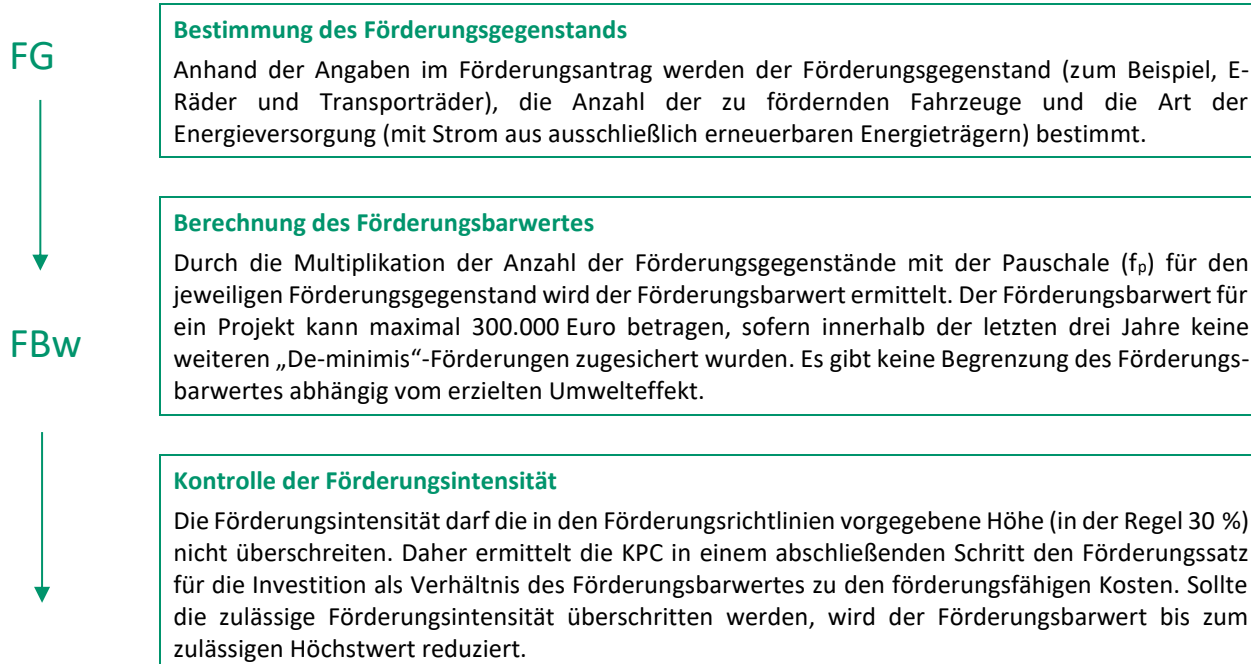 FG
Bestimmung des Förderungsgegenstands
Anhand der Angaben im Förderungsantrag werden der Förderungsgegenstand (zum Beispiel, E-
Räder und Transporträder), die Anzahl der zu fördernden Fahrzeuge und die Art der
Energieversorgung (mit Strom aus ausschließlich erneuerbaren Energieträgern) bestimmt.
FBw
Berechnung des Förderungsbarwertes
Durch die Multiplikation der Anzahl der Förderungsgegenstände mit der Pauschale (fp) für den
jeweiligen Förderungsgegenstand wird der Förderungsbarwert ermittelt. Der Förderungsbarwert für
ein Projekt kann maximal 300.000 Euro betragen, sofern innerhalb der letzten drei Jahre keine
weiteren „De-minimis“-Förderungen zugesichert wurden. Es gibt keine Begrenzung des Förderungs-
barwertes abhängig vom erzielten Umwelteffekt.
Kontrolle der Förderungsintensität
Die Förderungsintensität darf die in den Förderungsrichtlinien vorgegebene Höhe (in der Regel 30 %)
nicht überschreiten. Daher ermittelt die KPC in einem abschließenden Schritt den Förderungssatz
für die Investition als Verhältnis des Förderungsbarwertes zu den förderungsfähigen Kosten. Sollte
die zulässige Förderungsintensität überschritten werden, wird der Förderungsbarwert bis zum
zulässigen Höchstwert reduziert.